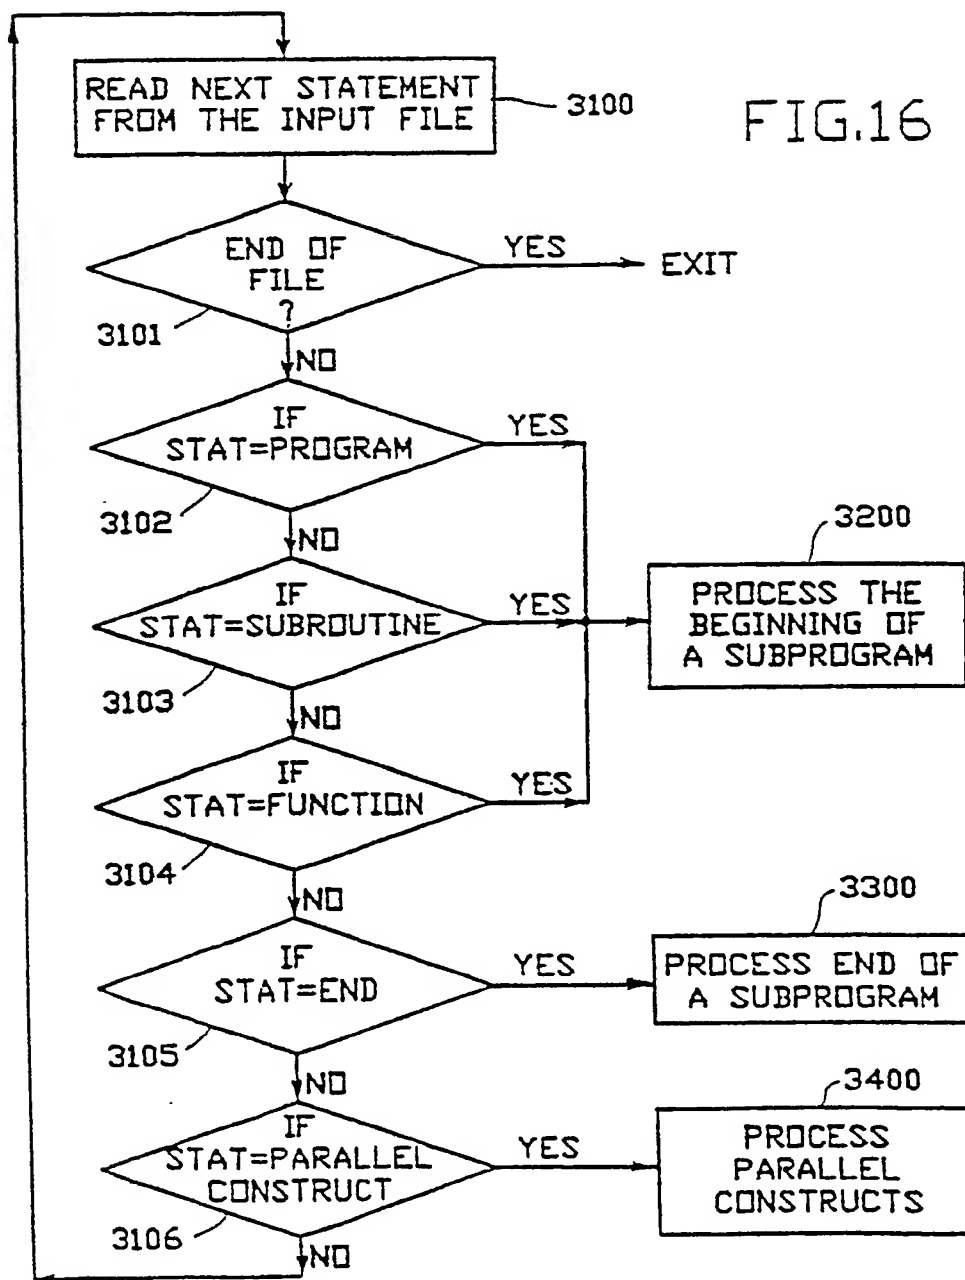 READ NEXT STATEMENT
FROM THE INPUT FILE
3100
FIG.16
END OF
FILE
?
YES
EXIT
3101
NO
IF
STAT=PROGRAM
YES
3102
NO
3200
IF
STAT=SUBROUTINE
YES
PROCESS THE
BEGINNING OF
A SUBPROGRAM
3103
NO
IF
STAT=FUNCTION
YES
3104
NO
3300
IF
STAT=END
YES
PROCESS END OF
A SUBPROGRAM
3105
NO
3400
IF
STAT=PARALLEL
CONSTRUCT
YES
PROCESS
PARALLEL
CONSTRUCTS
3106
NO